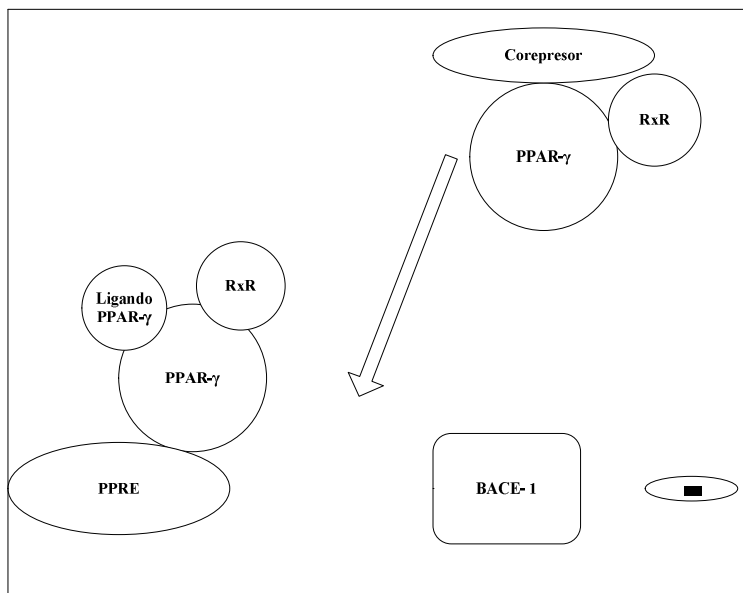 Corepresor
RxR
PPAR-γ
RxR
Ligando
PPAR-γ
PPAR-γ
PPRE
BACE- 1